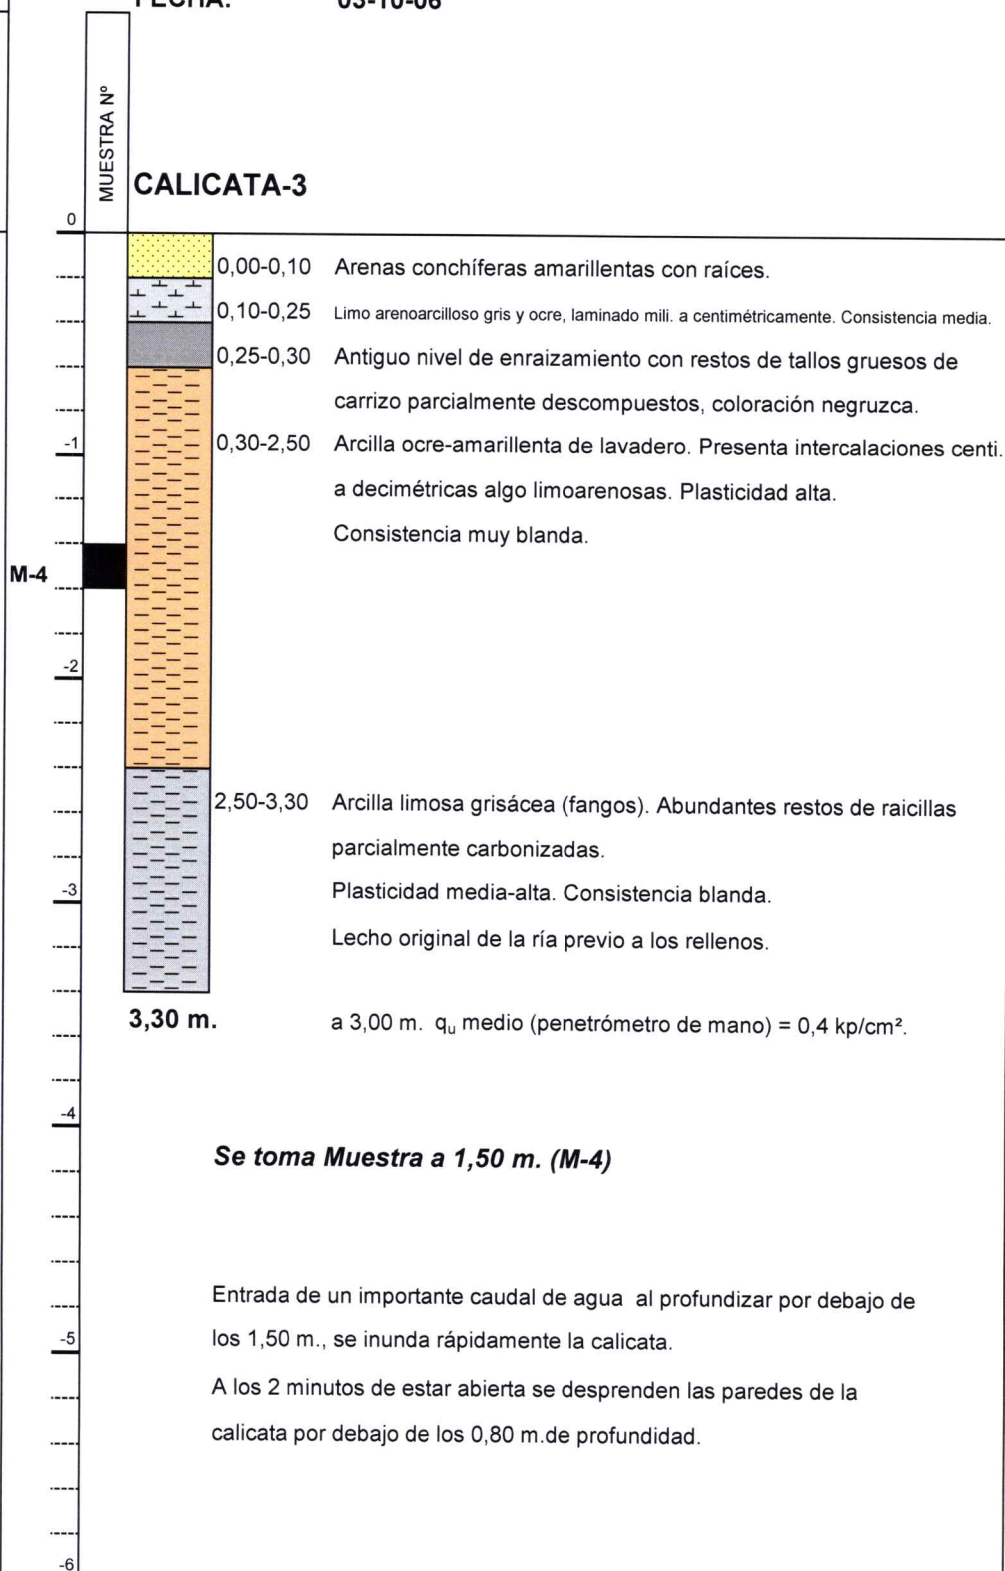 FECHA: 03-10-06
MUESTRA Nº
CALICATA-3
0
0,00-0,10 Arenas conchíferas amarillentas con raíces.
0,10-0,25 Limo arenoarcilloso gris y ocre, laminado mili. a centimétricamente. Consistencia media.
0,25-0,30 Antiguo nivel de enraizamiento con restos de tallos gruesos de
carrizo parcialmente descompuestos, coloración negruzca.
-1
0,30-2,50 Arcilla ocre-amarillenta de lavadero. Presenta intercalaciones centi.
a decimétricas algo limoarenosas. Plasticidad alta.
Consistencia muy blanda.
M-4
-2
2,50-3,30 Arcilla limosa grisácea (fangos). Abundantes restos de raicillas
parcialmente carbonizadas.
-3
Plasticidad media-alta. Consistencia blanda.
Lecho original de la ría previo a los rellenos.
3,30 m. a 3,00 m. qu medio (penetrómetro de mano) = 0,4 kp/cm².
-4
Se toma Muestra a 1,50 m. (M-4)
Entrada de un importante caudal de agua al profundizar por debajo de
-5
los 1,50 m., se inunda rápidamente la calicata.
A los 2 minutos de estar abierta se desprenden las paredes de la
calicata por debajo de los 0,80 m.de profundidad.
-6